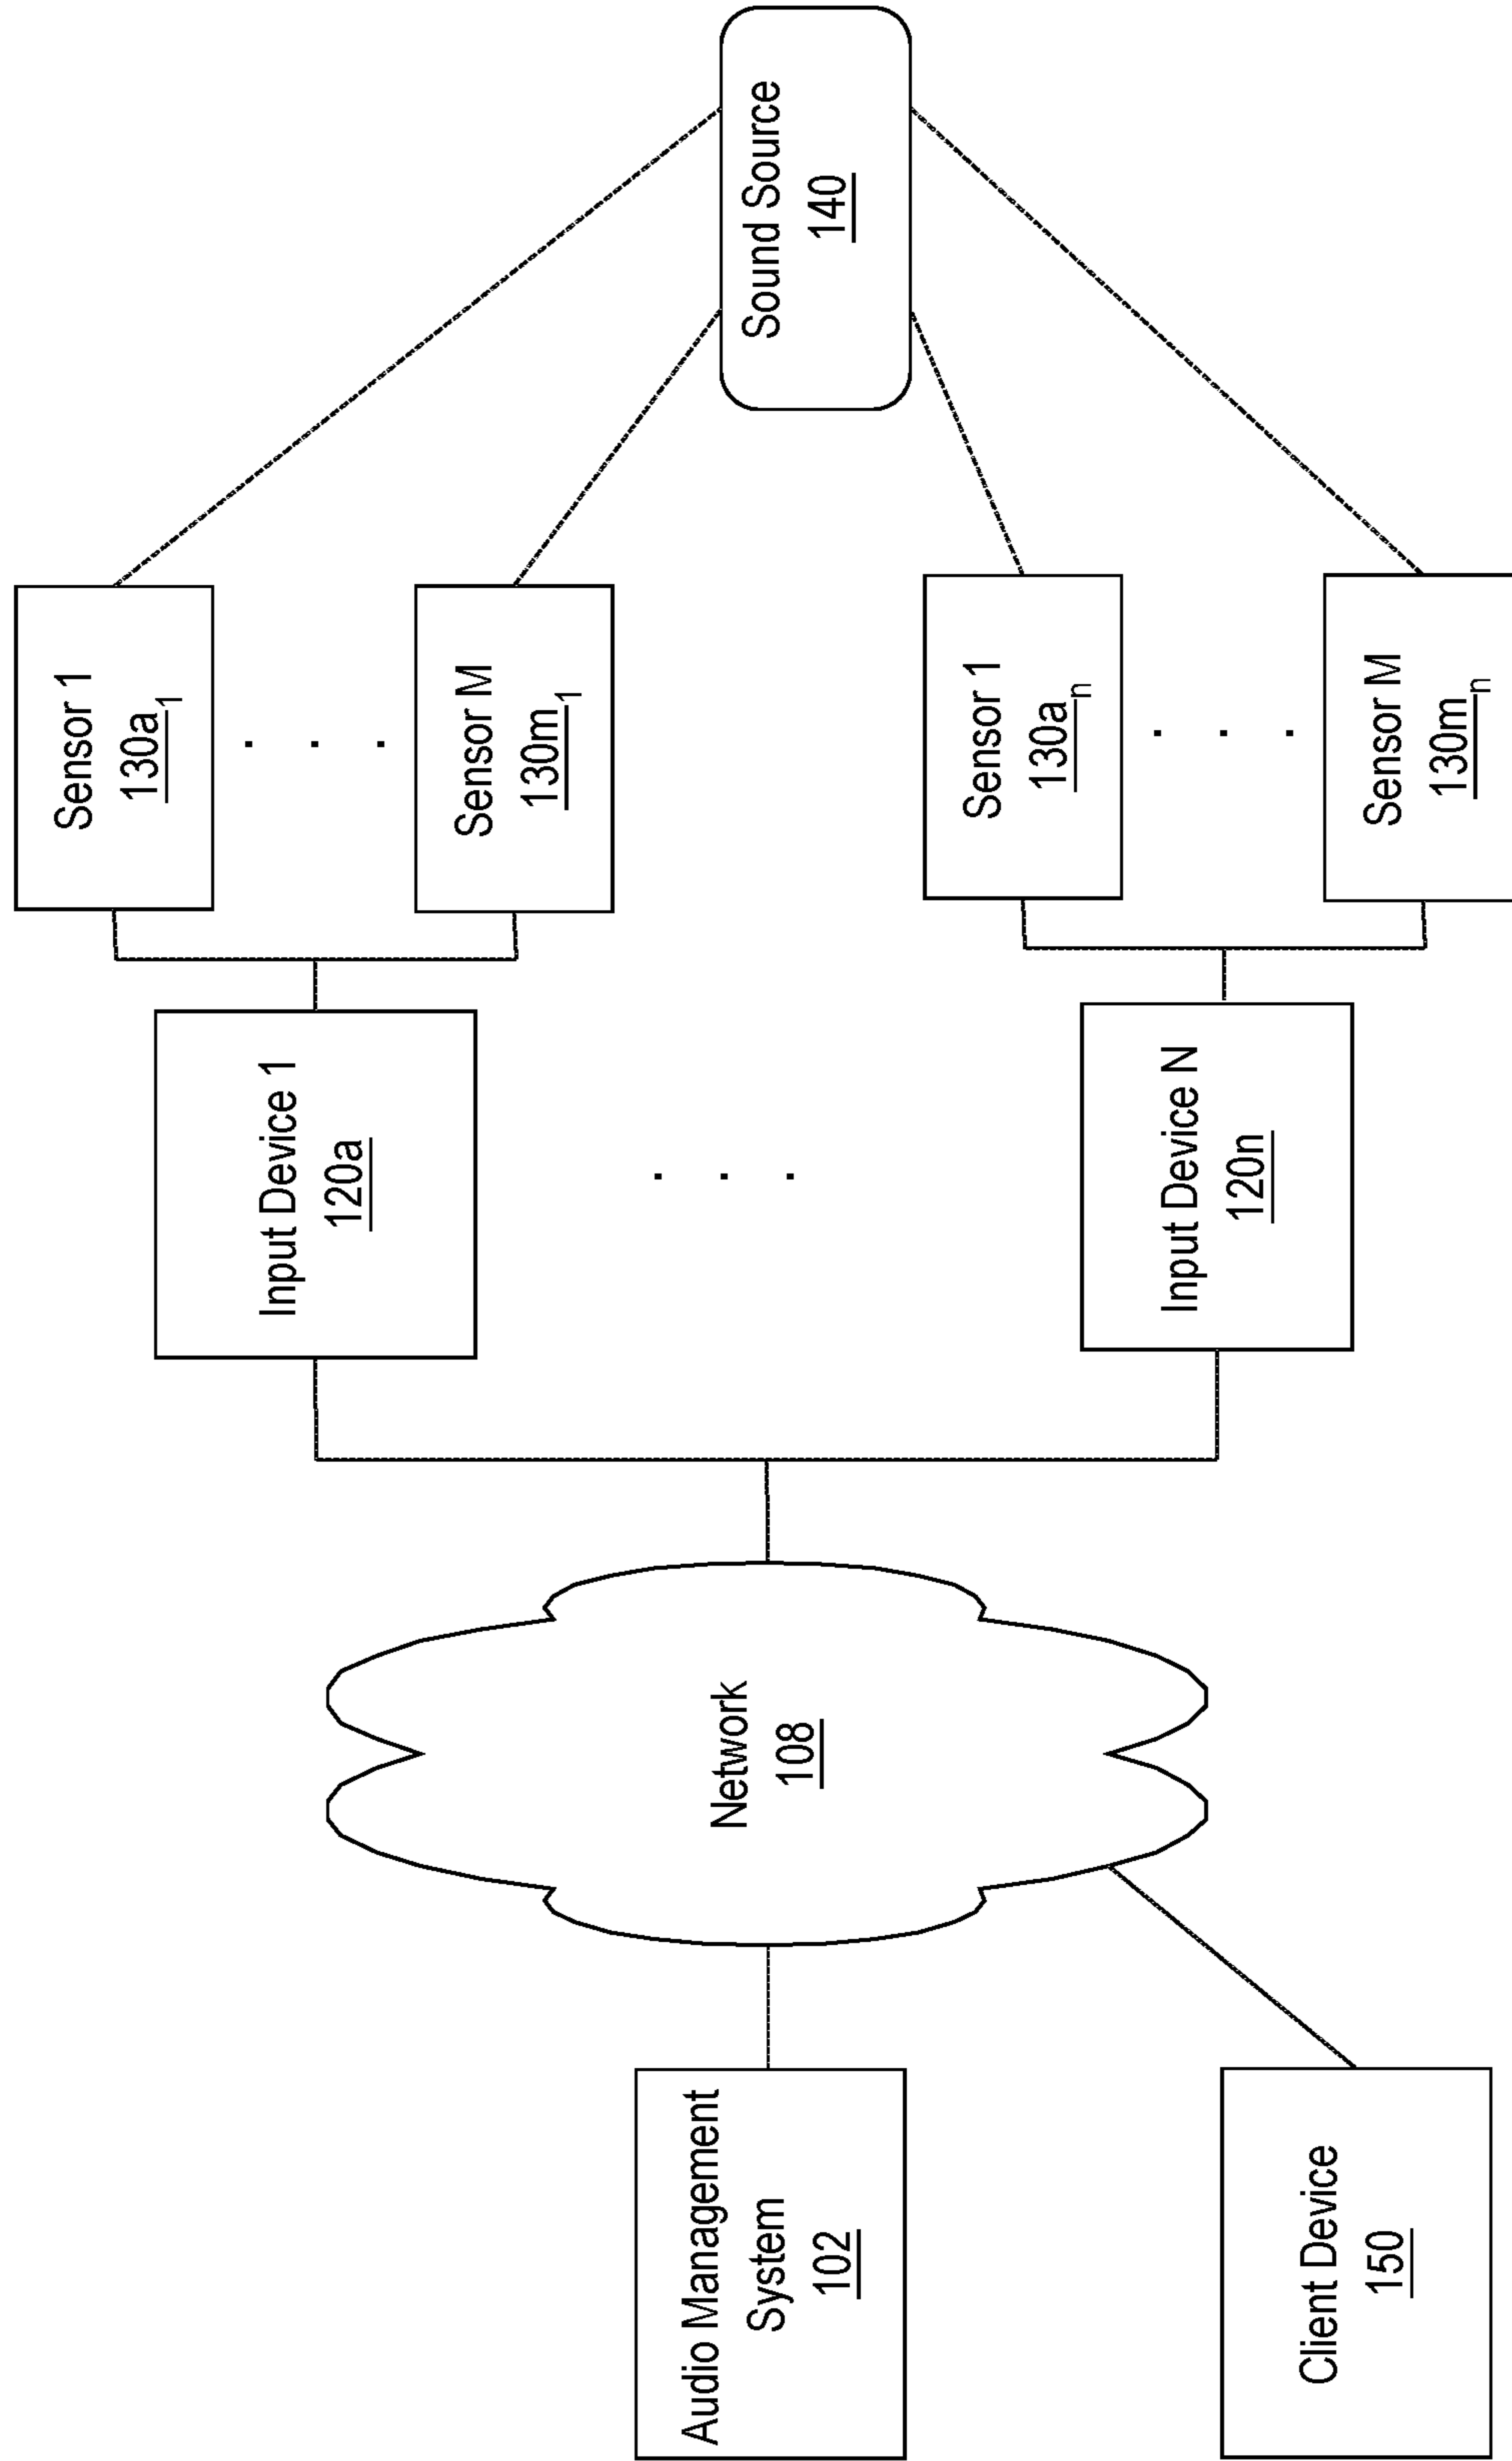 Audio Management
System
102
Client Device
150
Network
108
Input Device 1
120a
. . .
Input Device N
120n
Sensor 1
130a₁
. . .
Sensor M
130m₁
Sensor 1
130aₙ
. . .
Sensor M
130mₙ
Sound Source
140